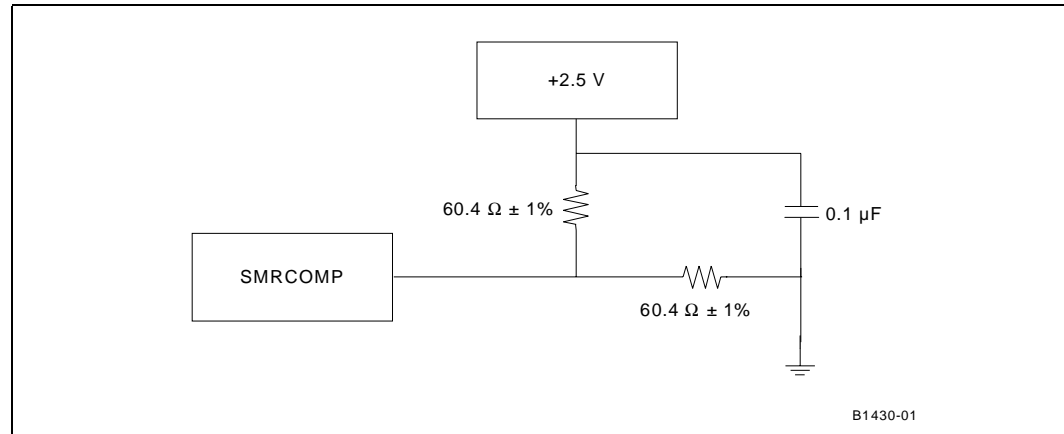 +2.5 V
60.4 Ω ± 1%
0.1 µF
SMRCOMP
60.4 Ω ± 1%
B1430-01